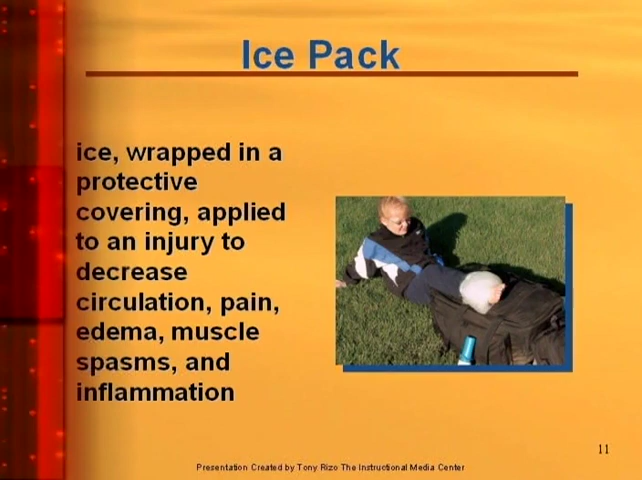 Ice Pack
ice, wrapped in a
protective
covering, applied
to an injury to
decrease
circulation, pain,
edema, muscle
spasms, and
inflammation
11
Presentation Created by Tony Rizo The Instructional Media Center